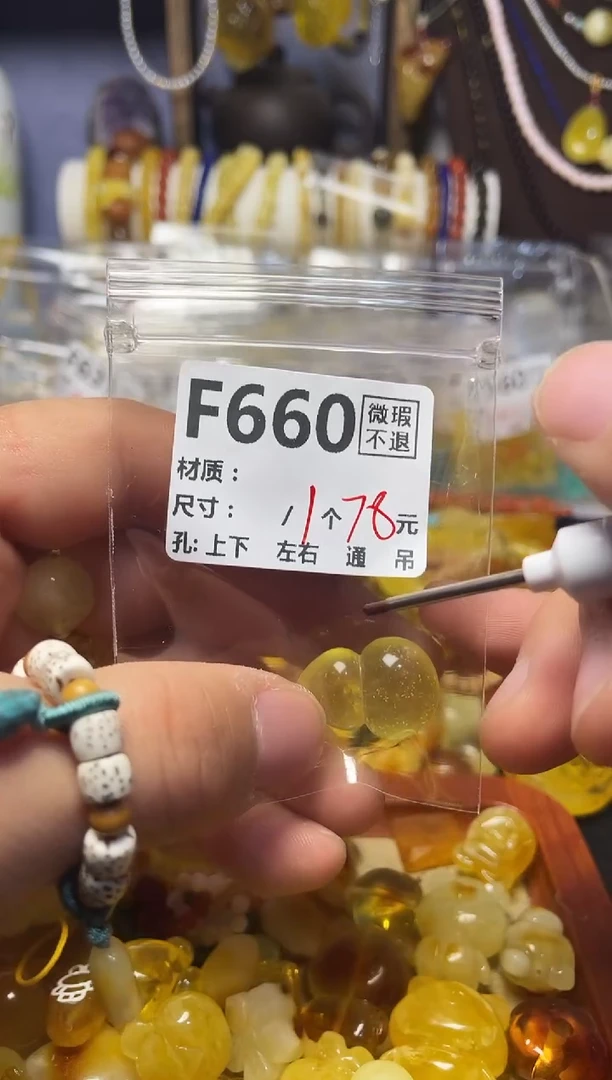 F660 微瑕
不退
材质：
尺寸： /1个78元
孔: 上下 左右 通 吊